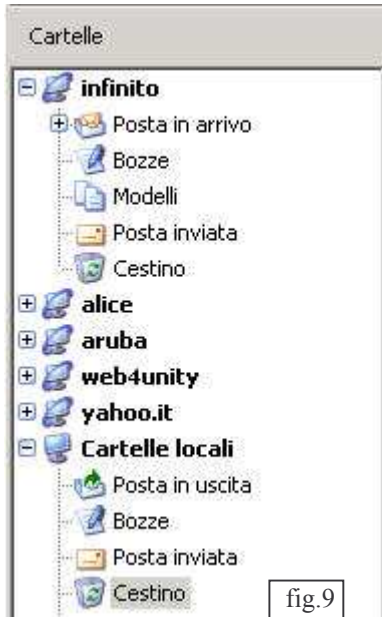 Cartelle
infinito
Posta in arrivo
Bozze
Modelli
Posta inviata
Cestino
alice
aruba
web4unity
yahoo.it
Cartelle locali
Posta in uscita
Bozze
Posta inviata
Cestino
fig.9